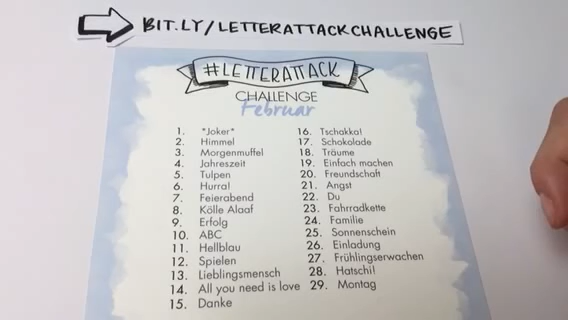 BIT.LY/LETTERATTACKCHALLENGE
#LETTERATTACK
CHALLENGE
Februar
1. *Joker*
2. Himmel
3. Morgenmuffel
4. Jahreszeit
5. Tulpen
6. Hurra!
7. Feierabend
8. Kölle Alaaf
9. Erfolg
10. ABC
11. Hellblau
12. Spielen
13. Lieblingsmensch
14. All you need is love
15. Danke
16. Tschakka!
17. Schokolade
18. Träume
19. Einfach machen
20. Freundschaft
21. Angst
22. Du
23. Fahrradkette
24. Familie
25. Sonnenschein
26. Einladung
27. Frühlingserwachen
28. Hatschi!
29. Montag